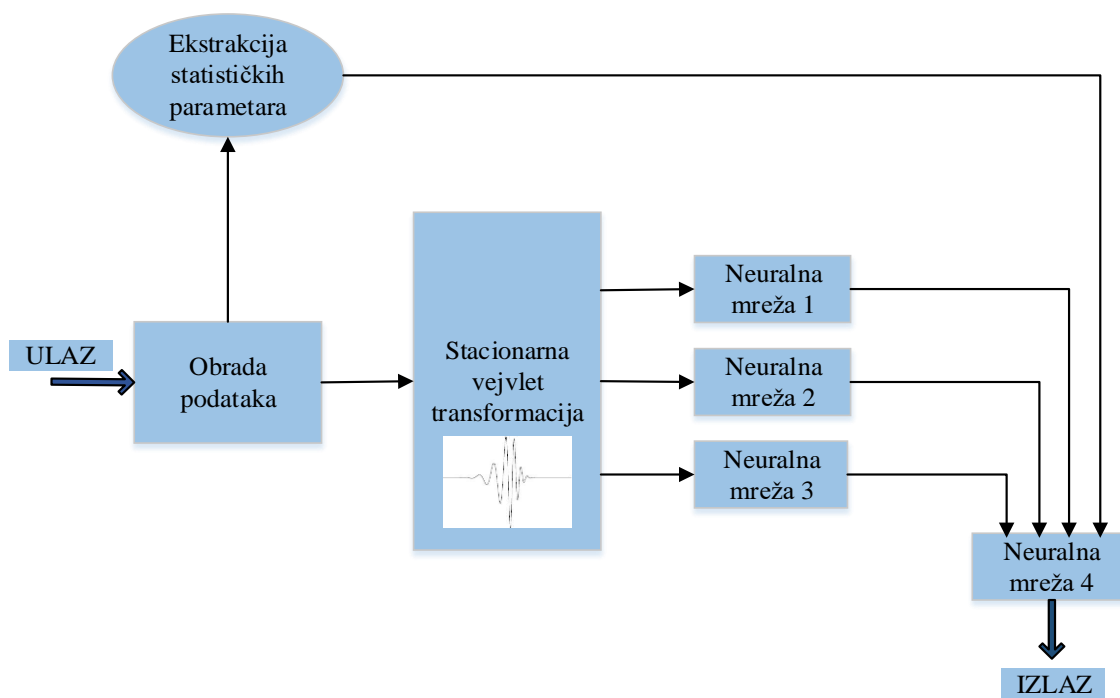 Ekstrakcija
statističkih
parametara
ULAZ
Obrada
podataka
Stacionarna
vejvlet
transformacija
Neuralna
mreža 1
Neuralna
mreža 2
Neuralna
mreža 3
Neuralna
mreža 4
IZLAZ